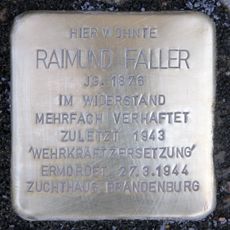 HIER WOHNTE
RAIMUND FALLER
JG. 1876
IM WIDERSTAND
MEHRFACH VERHAFTET
ZULETZT 1943
'WEHRKRAFTZERSETZUNG'
ERMORDET 27.3.1944
ZUCHTHAUS BRANDENBURG